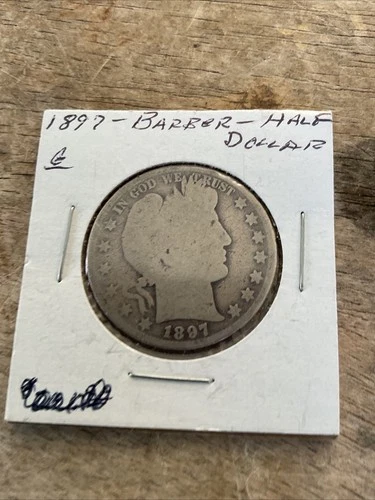 1897 - BARBER - HALF
DOLLAR
G
IN GOD WE TRUST
1897